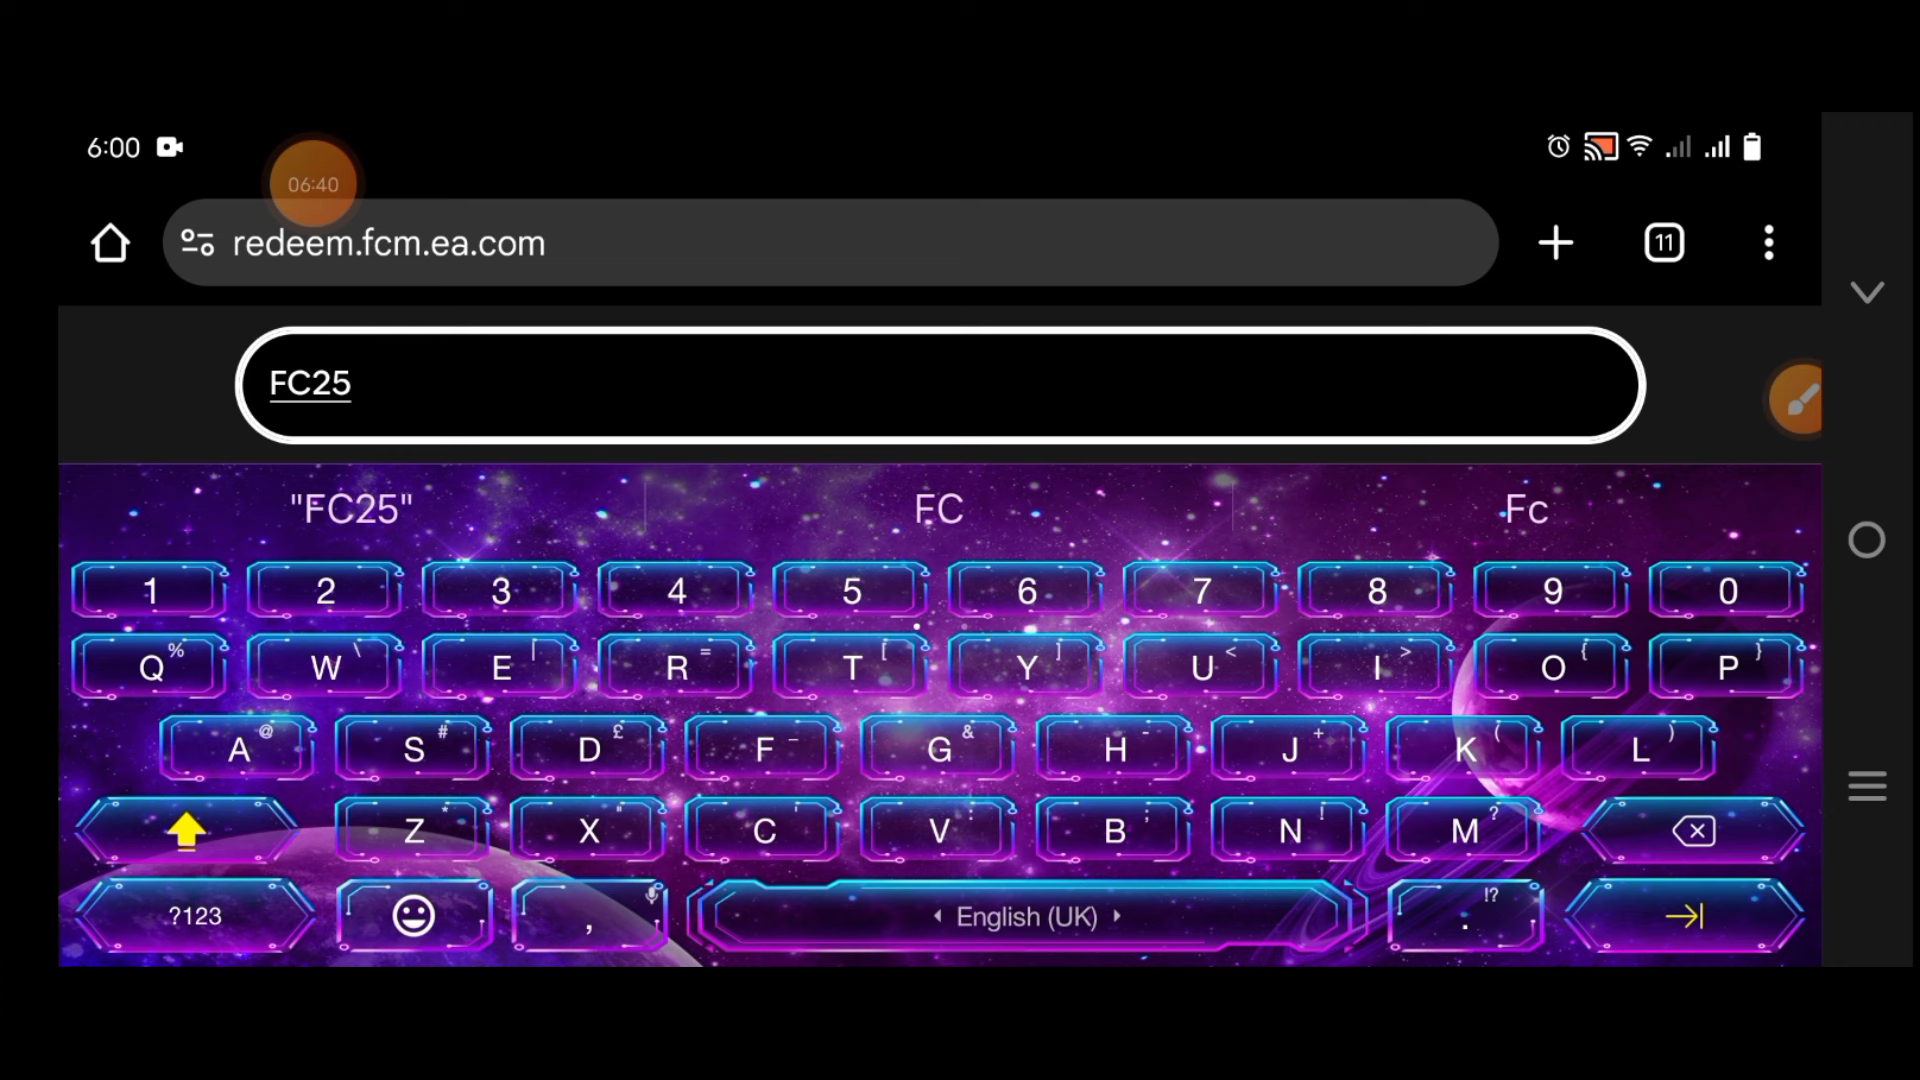 6:00
06:40
redeem.fcm.ea.com
11
FC25
"FC25" FC Fc
1 2 3 4 5 6 7 8 9 0
Q % W \ E | R = T [ Y ] U < I > O { P }
A @ S # D £ F _ G & H - J + K ( L )
Z * X " C ' V : B ; N ! M ?
?123 , English (UK) . !?